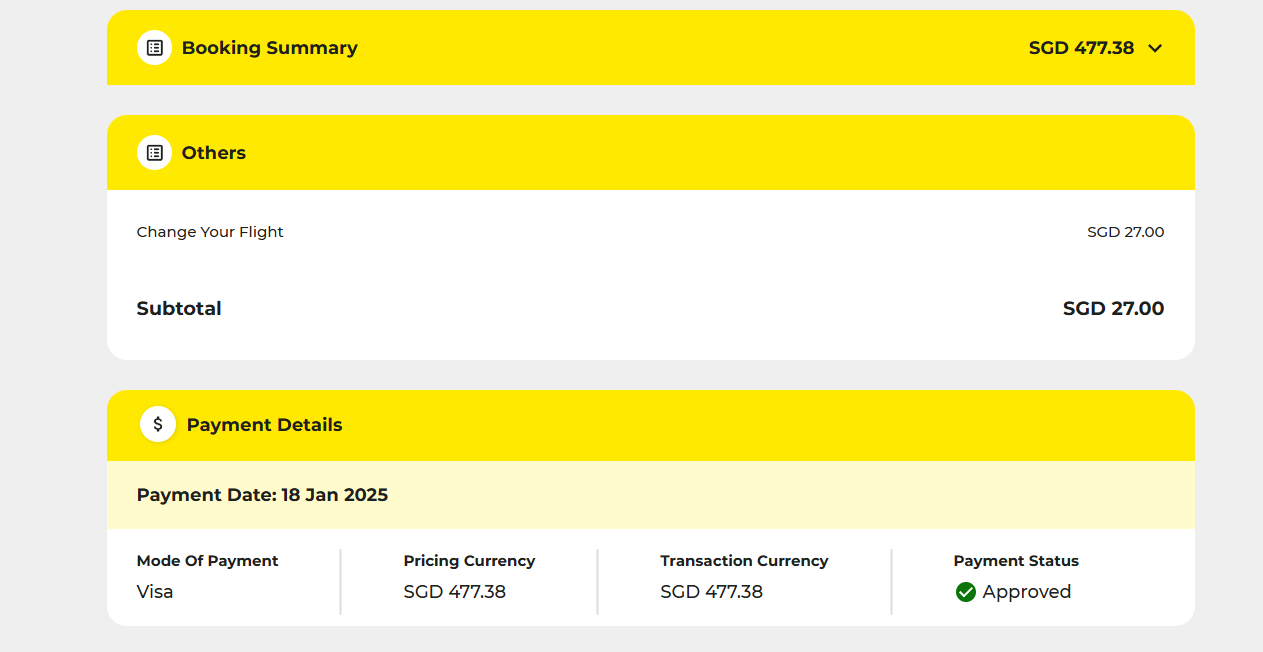 Booking Summary SGD 477.38
Others
Change Your Flight SGD 27.00
Subtotal SGD 27.00
$ Payment Details
Payment Date: 18 Jan 2025
Mode Of Payment Pricing Currency Transaction Currency Payment Status
Visa SGD 477.38 SGD 477.38 Approved